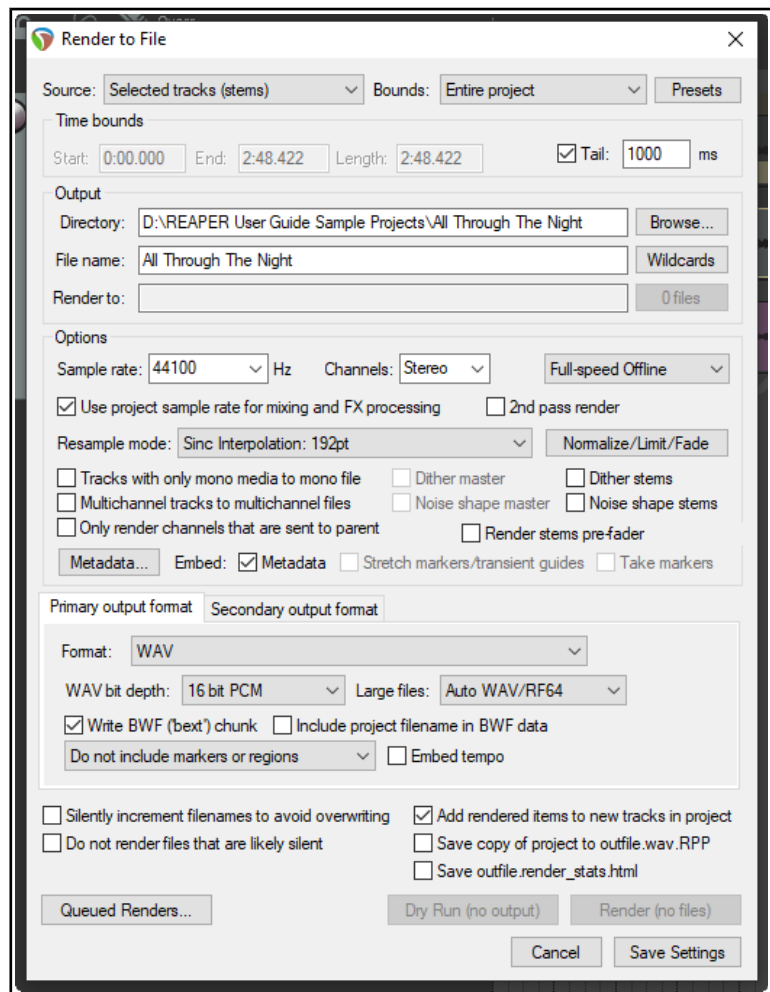 Render to File
Source: Selected tracks (stems) Bounds: Entire project Presets
Time bounds
Start: 0:00.000 End: 2:48.422 Length: 2:48.422 Tail: 1000 ms
Output
Directory: D:\REAPER User Guide Sample Projects\All Through The Night Browse...
File name: All Through The Night Wildcards
Render to: 0 files
Options
Sample rate: 44100 Hz Channels: Stereo Full-speed Offline
Use project sample rate for mixing and FX processing 2nd pass render
Resample mode: Sinc Interpolation: 192pt Normalize/Limit/Fade
Tracks with only mono media to mono file Dither master Dither stems
Multichannel tracks to multichannel files Noise shape master Noise shape stems
Only render channels that are sent to parent Render stems pre-fader
Metadata... Embed: Metadata Stretch markers/transient guides Take markers
Primary output format Secondary output format
Format: WAV
WAV bit depth: 16 bit PCM Large files: Auto WAV/RF64
Write BWF ('bext') chunk Include project filename in BWF data
Do not include markers or regions Embed tempo
Silently increment filenames to avoid overwriting Add rendered items to new tracks in project
Do not render files that are likely silent Save copy of project to outfile.wav.RPP
Save outfile.render_stats.html
Queued Renders... Dry Run (no output) Render (no files)
Cancel Save Settings